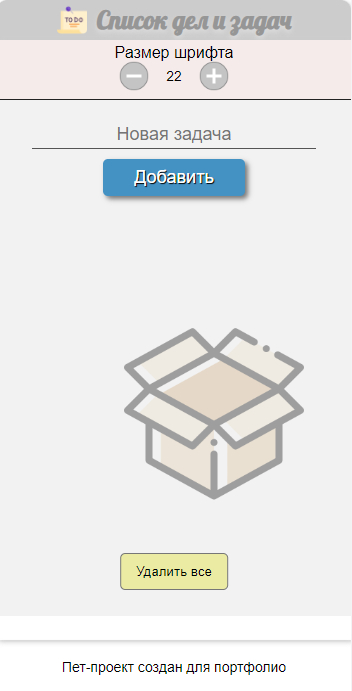 TO DO
Список дел и задач
Размер шрифта
22
Новая задача
Добавить
Удалить все
Пет-проект создан для портфолио